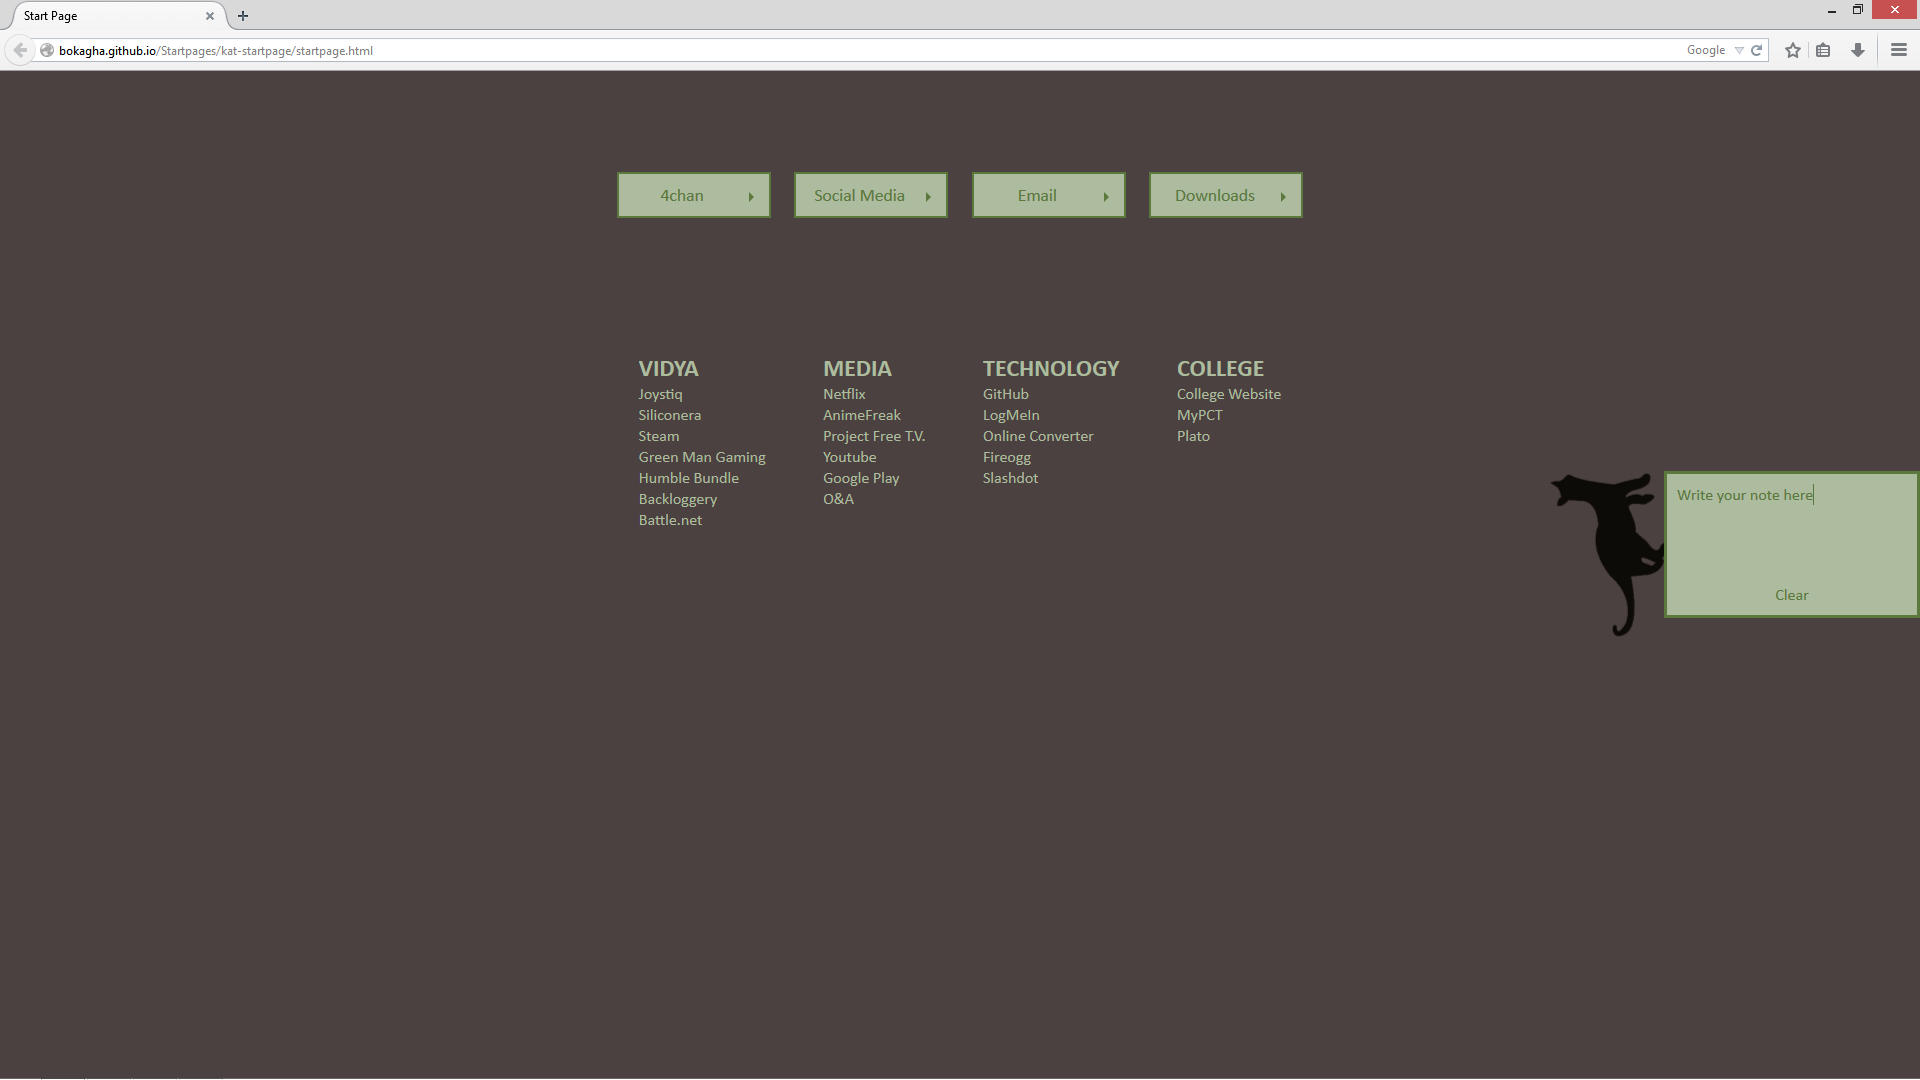 Start Page
bokagha.github.io/Startpages/kat-startpage/startpage.html
Google
4chan
Social Media
Email
Downloads
VIDYA
Joystiq
Siliconera
Steam
Green Man Gaming
Humble Bundle
Backloggery
Battle.net
MEDIA
Netflix
AnimeFreak
Project Free T.V.
Youtube
Google Play
O&A
TECHNOLOGY
GitHub
LogMeIn
Online Converter
Fireogg
Slashdot
COLLEGE
College Website
MyPCT
Plato
Write your note here
Clear